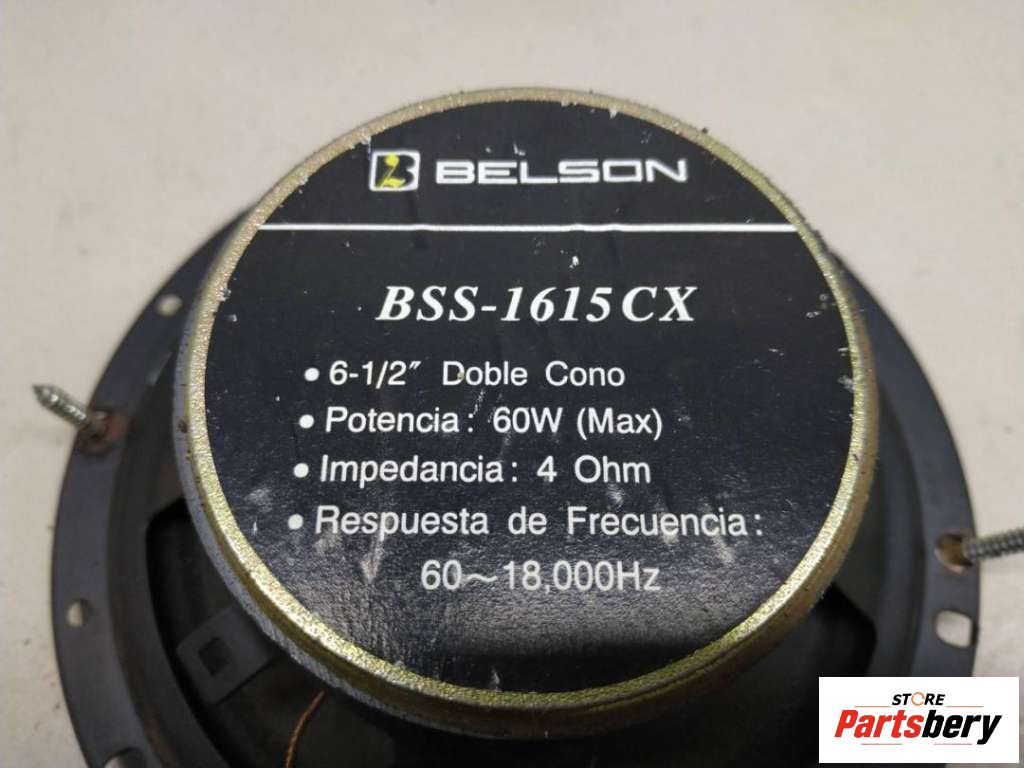 BELSON
BSS-1615CX
• 6-1/2″ Doble Cono
• Potencia: 60W (Max)
• Impedancia: 4 Ohm
• Respuesta de Frecuencia:
60~18,000Hz
STORE
Partsbery